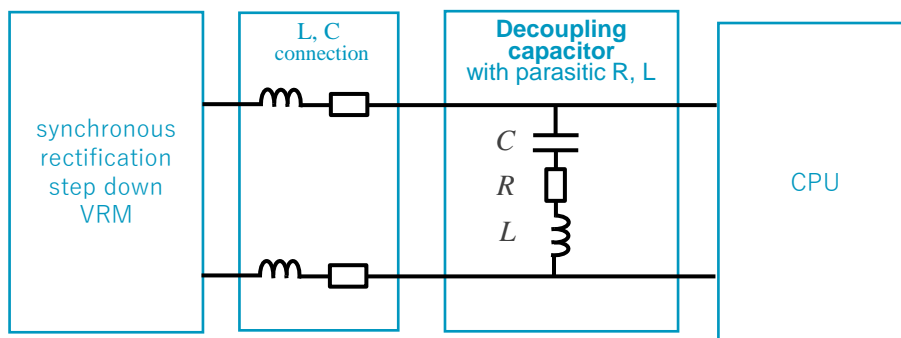 synchronous
rectification
step down
VRM
L, C
connection
Decoupling
capacitor
with parasitic R, L
C
R
L
CPU